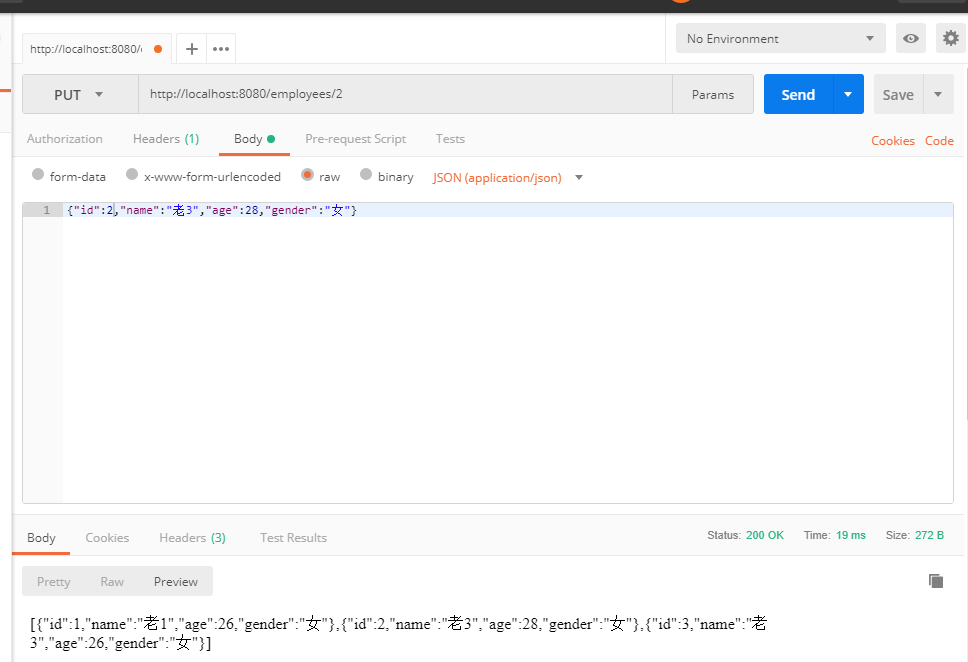 http://localhost:8080/
No Environment
PUT http://localhost:8080/employees/2 Params Send Save
Authorization Headers (1) Body Pre-request Script Tests Cookies Code
form-data x-www-form-urlencoded raw binary JSON (application/json)
1 {"id":2,"name":"老3","age":28,"gender":"女"}
Body Cookies Headers (3) Test Results Status: 200 OK Time: 19 ms Size: 272 B
Pretty Raw Preview
[{"id":1,"name":"老1","age":26,"gender":"女"},{"id":2,"name":"老3","age":28,"gender":"女"},{"id":3,"name":"老
3","age":26,"gender":"女"}]